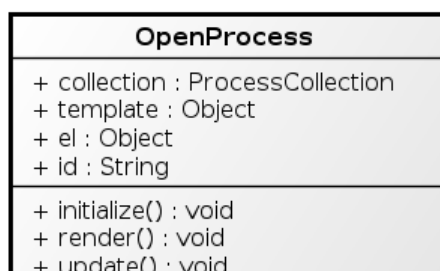 OpenProcess
+ collection : ProcessCollection
+ template : Object
+ el : Object
+ id : String
+ initialize() : void
+ render() : void
+ update() : void